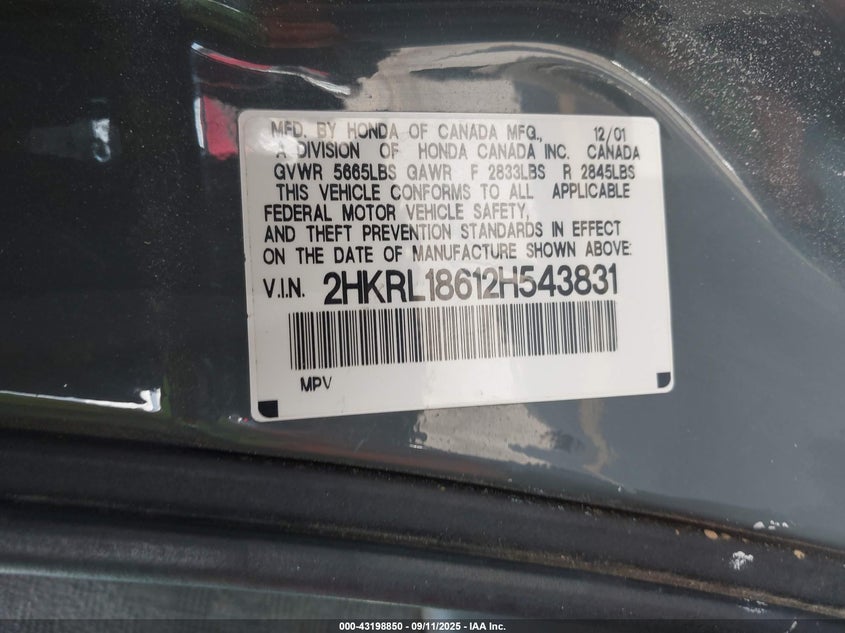 MFD. BY HONDA OF CANADA MFG., 12/01
A DIVISION OF HONDA CANADA INC. CANADA
GVWR 5665LBS GAWR F 2833LBS R 2845LBS
THIS VEHICLE CONFORMS TO ALL APPLICABLE
FEDERAL MOTOR VEHICLE SAFETY,
AND THEFT PREVENTION STANDARDS IN EFFECT
ON THE DATE OF MANUFACTURE SHOWN ABOVE:
V.I.N. 2HKRL18612H543831
MPV
000-43198850 - 09/11/2025 - IAA Inc.